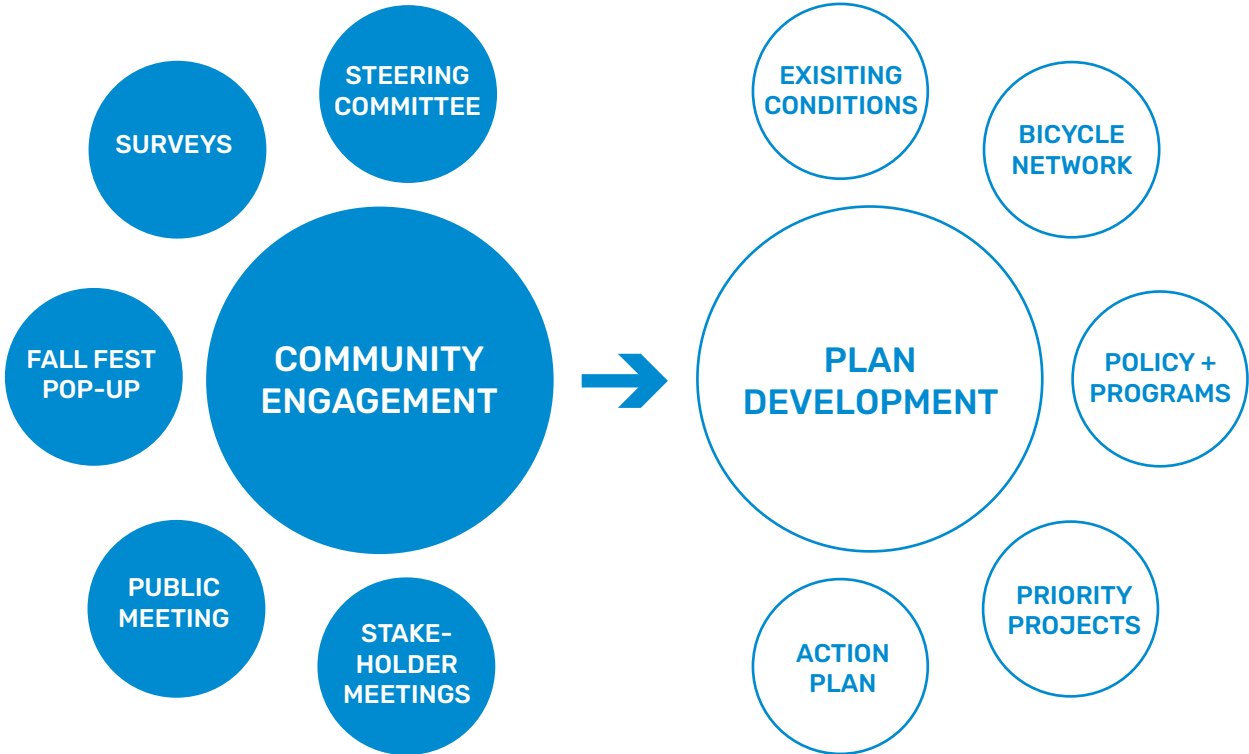 STEERING
COMMITTEE
SURVEYS
FALL FEST
POP-UP
PUBLIC
MEETING
STAKE-
HOLDER
MEETINGS
COMMUNITY
ENGAGEMENT
PLAN
DEVELOPMENT
EXISITING
CONDITIONS
BICYCLE
NETWORK
POLICY +
PROGRAMS
PRIORITY
PROJECTS
ACTION
PLAN